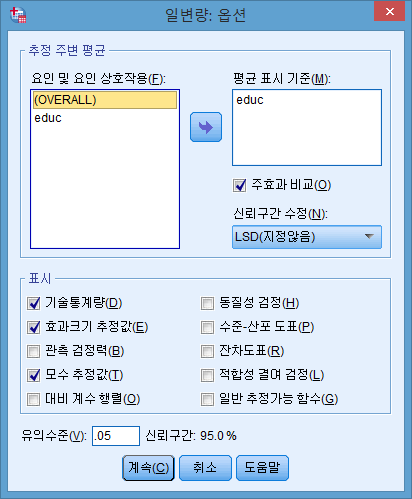 일변량: 옵션
추정 주변 평균
요인 및 요인 상호작용(F):
(OVERALL)
educ
평균 표시 기준(M):
educ
주효과 비교(O)
신뢰구간 수정(N):
LSD(지정않음)
표시
기술통계량(D)
동질성 검정(H)
효과크기 추정값(E)
수준-산포 도표(P)
관측 검정력(B)
잔차도표(R)
모수 추정값(T)
적합성 결여 검정(L)
대비 계수 행렬(O)
일반 추정가능 함수(G)
유의수준(V): .05 신뢰구간: 95.0 %
계속(C) 취소 도움말